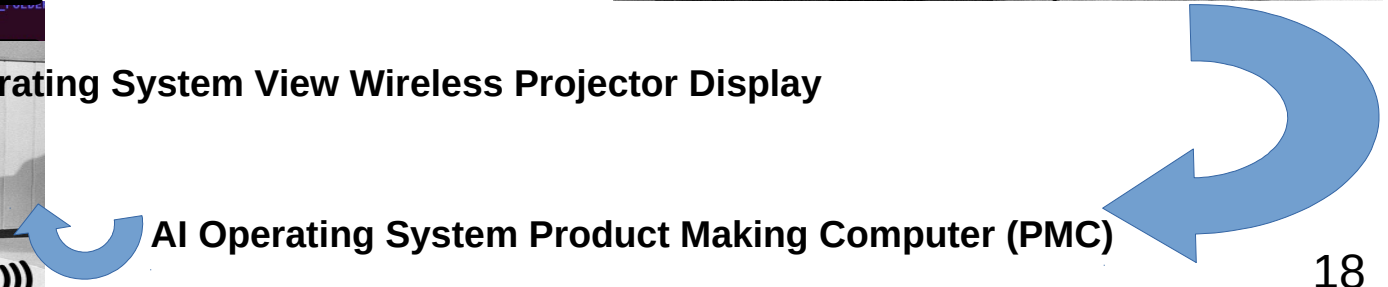 rating System View Wireless Projector Display
AI Operating System Product Making Computer (PMC)
)))
18